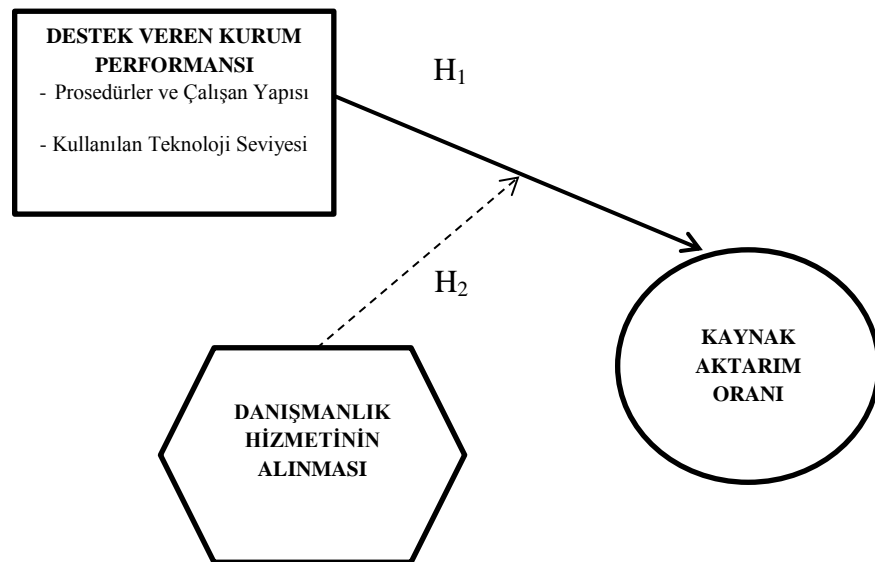 DESTEK VEREN KURUM
PERFORMANSI
- Prosedürler ve Çalışan Yapısı
- Kullanılan Teknoloji Seviyesi
H₁
H₂
KAYNAK
AKTARIM
ORANI
DANIŞMANLIK
HİZMETİNİN
ALINMASI